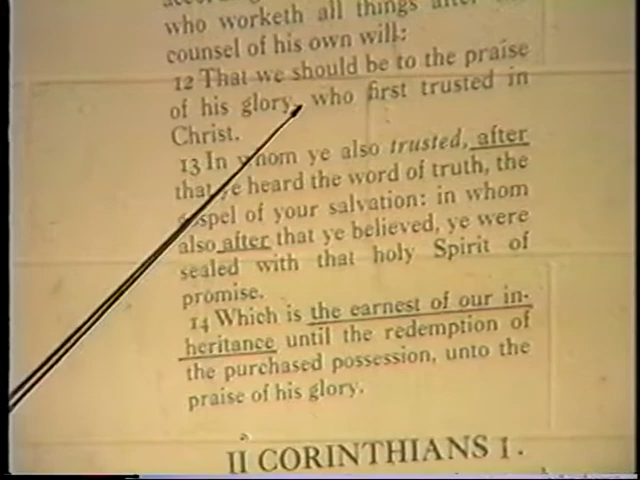 who worketh all things after the
counsel of his own will:
12 That we should be to the praise
of his glory, who first trusted in
Christ.
13 In whom ye also trusted, after
that ye heard the word of truth, the
gospel of your salvation: in whom
also after that ye believed, ye were
sealed with that holy Spirit of
promise.
14 Which is the earnest of our in-
heritance until the redemption of
the purchased possession, unto the
praise of his glory.
II CORINTHIANS 1.